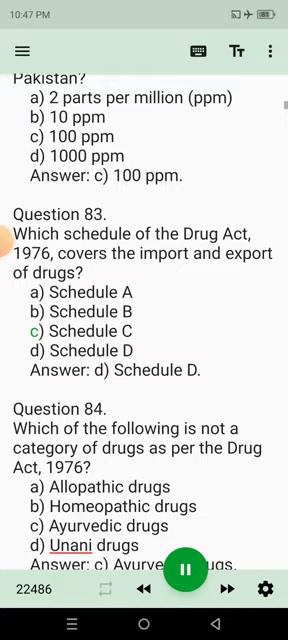 10:47 PM
85
Pakistan?
a) 2 parts per million (ppm)
b) 10 ppm
c) 100 ppm
d) 1000 ppm
Answer: c) 100 ppm.
Question 83.
Which schedule of the Drug Act,
1976, covers the import and export
of drugs?
a) Schedule A
b) Schedule B
c) Schedule C
d) Schedule D
Answer: d) Schedule D.
Question 84.
Which of the following is not a
category of drugs as per the Drug
Act, 1976?
a) Allopathic drugs
b) Homeopathic drugs
c) Ayurvedic drugs
d) Unani drugs
Answer: c)
22486